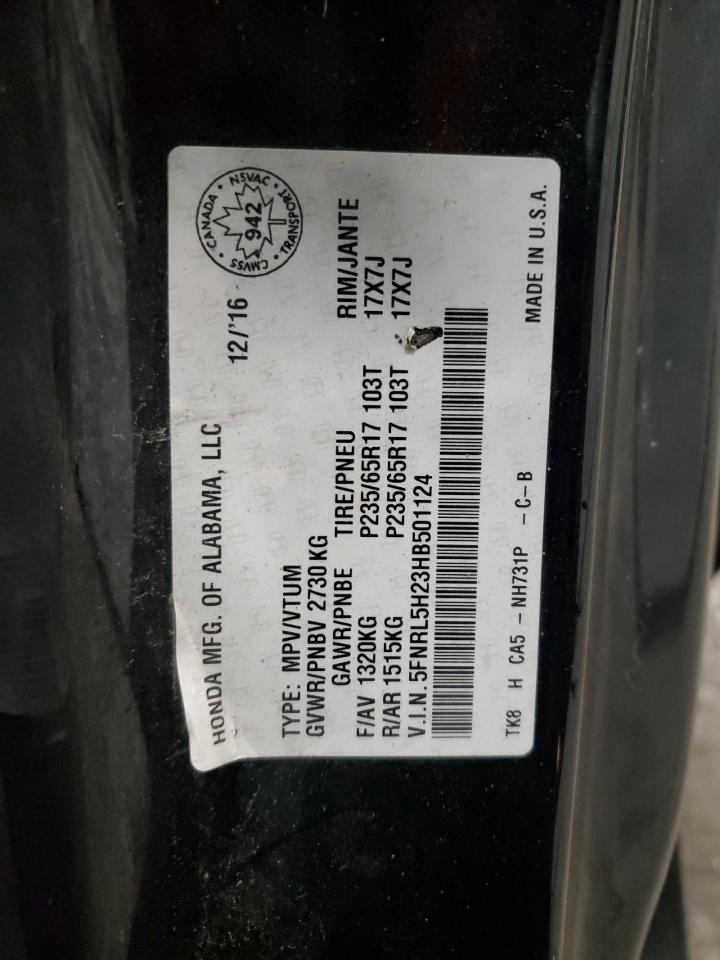 HONDA MFG. OF ALABAMA, LLC 12/'16
CANADA · NSVAC · TRANSPORT · CMVSS
942
TYPE: MPV/VTUM
GVWR/PNBV 2730 KG
GAWR/PNBE TIRE/PNEU RIM/JANTE
F/AV 1320KG P235/65R17 103T 17X7J
R/AR 1515KG P235/65R17 103T 17X7J
V.I.N. 5FNRL5H23HB501124
TK8 H CA5 - NH731P - C - B MADE IN U.S.A.